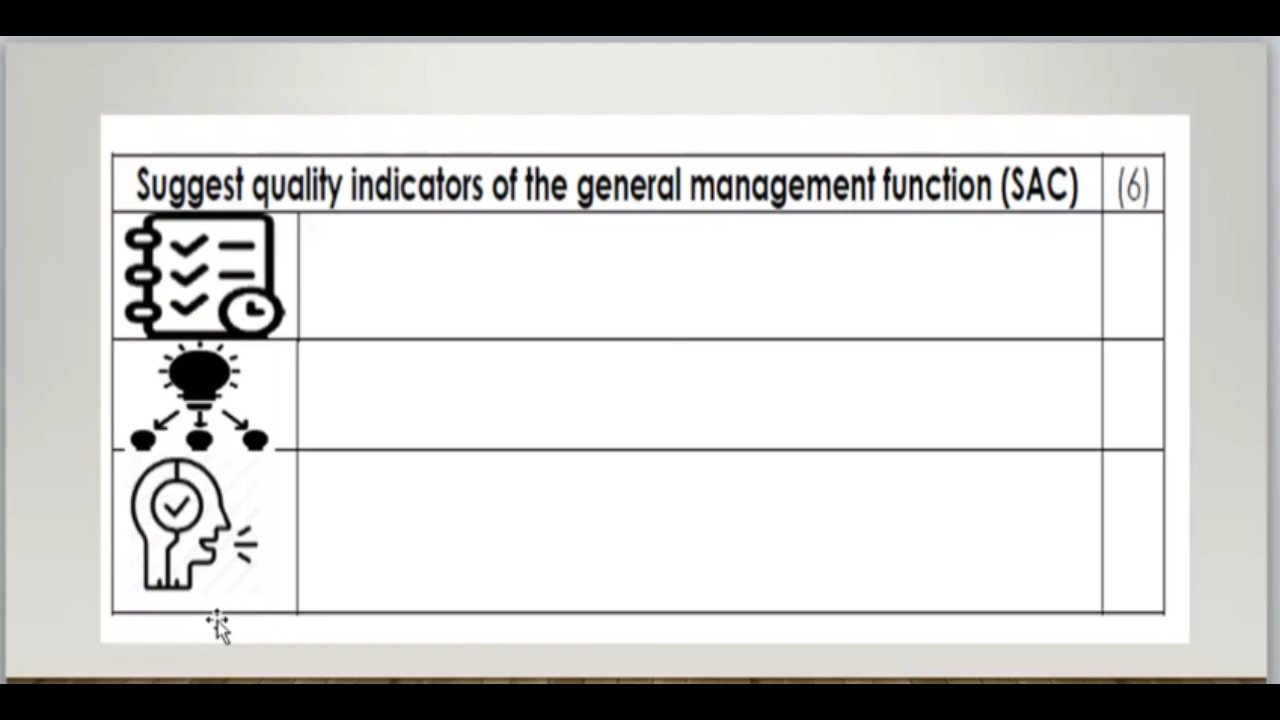 Suggest quality indicators of the general management function (SAC) (6)